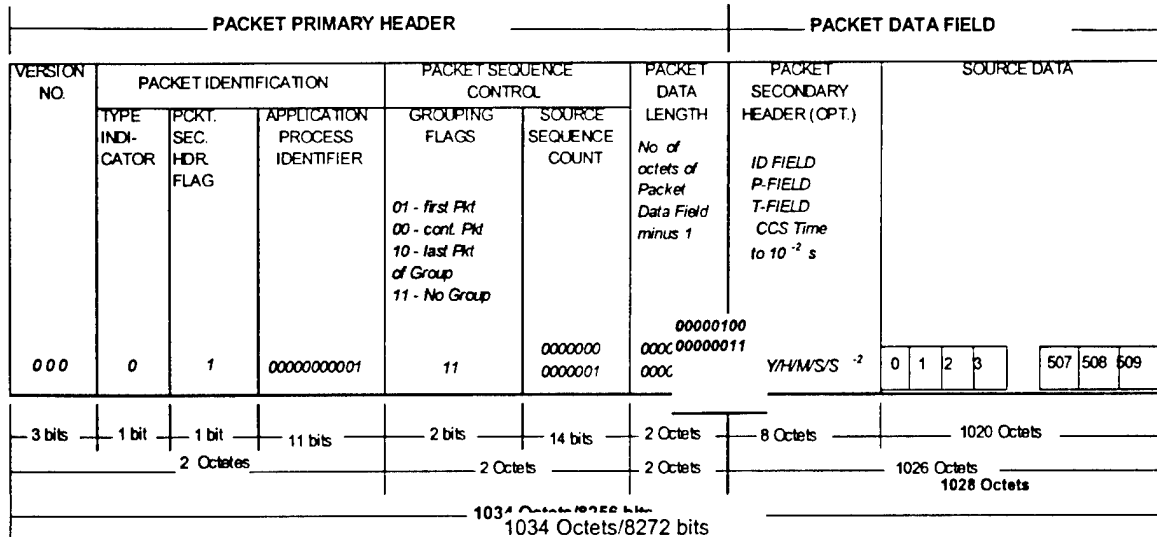 PACKET PRIMARY HEADER
PACKET DATA FIELD
VERSION
NO.
PACKET IDENTIFICATION
PACKET SEQUENCE
CONTROL
PACKET
DATA
LENGTH
No of
octets of
Packet
Data Field
minus 1
PACKET
SECONDARY
HEADER (OPT.)
ID FIELD
P-FIELD
T-FIELD
CCS Time
to 10 -2 s
SOURCE DATA
TYPE
INDI-
CATOR
PCKT.
SEC.
HDR.
FLAG
APPLICATION
PROCESS
IDENTIFIER
GROUPING
FLAGS
01 - first Pkt
00 - cont. Pkt
10 - last Pkt
of Group
11 - No Group
SOURCE
SEQUENCE
COUNT
000
0
1
00000000001
11
0000000
0000001
00000100
00000011
Y/H/M/S/S -2
0 1 2 3 507 508 509
3 bits 1 bit 1 bit 11 bits 2 bits 14 bits 2 Octets 8 Octets 1020 Octets
2 Octetes 2 Octets 2 Octets 1026 Octets
1028 Octets
1034 Octets/8256 bits
1034 Octets/8272 bits